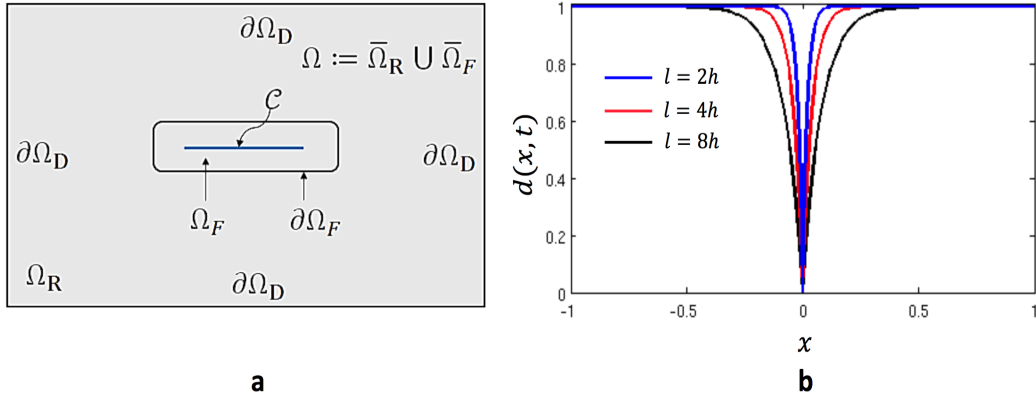 ∂Ω_D
Ω := Ω̅_R ∪ Ω̅_F
𝒞
∂Ω_D
∂Ω_D
Ω_F
∂Ω_F
Ω_R
∂Ω_D
a
1
0.8
0.6
0.4
0.2
0
d(x, t)
l = 2h
l = 4h
l = 8h
-1
-0.5
0
0.5
1
x
b